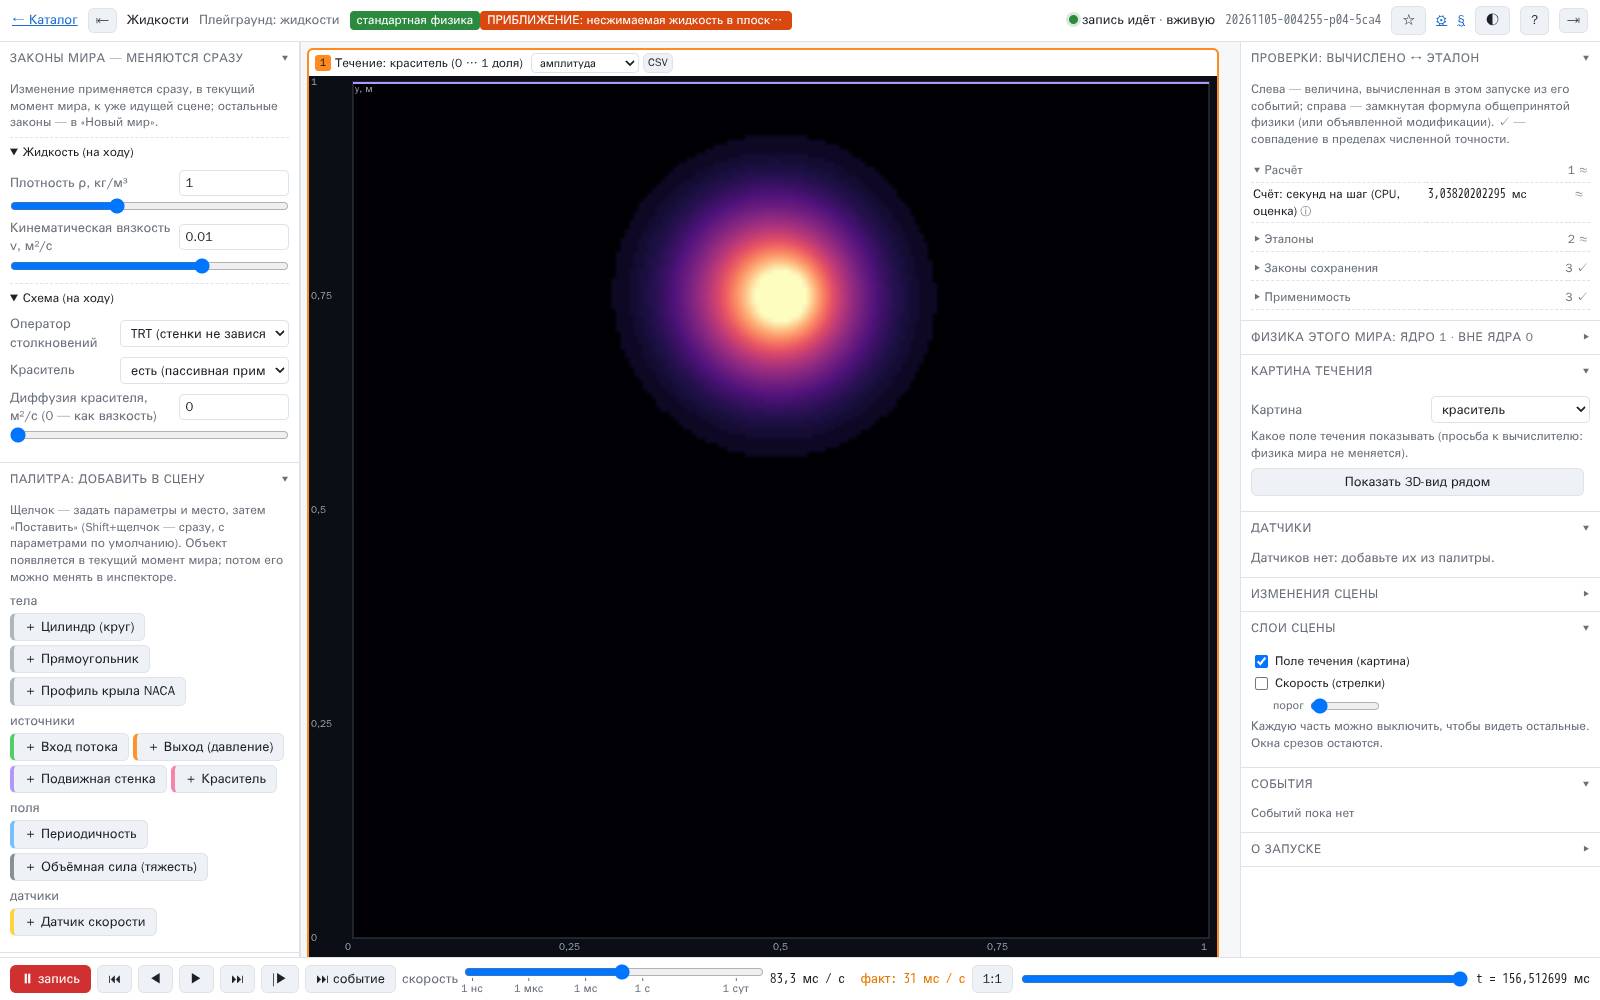 ← Каталог ⇤ Жидкости Плейграунд: жидкости стандартная физика ПРИБЛИЖЕНИЕ: несжимаемая жидкость в плоск··· запись идёт · вживую 20261105-004255-p04-5ca4 ☆ ⚙ § ◐ ? ⇥
ЗАКОНЫ МИРА — МЕНЯЮТСЯ СРАЗУ
Изменение применяется сразу, в текущий
момент мира, к уже идущей сцене; остальные
законы — в «Новый мир».
Жидкость (на ходу)
Плотность ρ, кг/м³ 1
Кинематическая вязкость
ν, м²/с 0.01
Схема (на ходу)
Оператор
столкновений TRT (стенки не завися
Краситель есть (пассивная прим
Диффузия красителя,
м²/с (0 — как вязкость) 0
ПАЛИТРА: ДОБАВИТЬ В СЦЕНУ
Щелчок — задать параметры и место, затем
«Поставить» (Shift+щелчок — сразу, с
параметрами по умолчанию). Объект
появляется в текущий момент мира; потом его
можно менять в инспекторе.
тела
+ Цилиндр (круг)
+ Прямоугольник
+ Профиль крыла NACA
источники
+ Вход потока + Выход (давление)
+ Подвижная стенка + Краситель
поля
+ Периодичность
+ Объёмная сила (тяжесть)
датчики
+ Датчик скорости
1 Течение: краситель (0 ··· 1 доля) амплитуда CSV
1
y, м
0,75
0,5
0,25
0
0 0,25 0,5 0,75 1
ПРОВЕРКИ: ВЫЧИСЛЕНО ↔ ЭТАЛОН
Слева — величина, вычисленная в этом запуске из его
событий; справа — замкнутая формула общепринятой
физики (или объявленной модификации). ✓ —
совпадение в пределах численной точности.
Расчёт 1 ≈
Счёт: секунд на шаг (CPU,
оценка) ⓘ 3,03820202295 мс ≈
Эталоны 2 ≈
Законы сохранения 3 ✓
Применимость 3 ✓
ФИЗИКА ЭТОГО МИРА: ЯДРО 1 · ВНЕ ЯДРА 0
КАРТИНА ТЕЧЕНИЯ
Картина краситель
Какое поле течения показывать (просьба к вычислителю:
физика мира не меняется).
Показать 3D-вид рядом
ДАТЧИКИ
Датчиков нет: добавьте их из палитры.
ИЗМЕНЕНИЯ СЦЕНЫ
СЛОИ СЦЕНЫ
Поле течения (картина)
Скорость (стрелки)
порог
Каждую часть можно выключить, чтобы видеть остальные.
Окна срезов остаются.
СОБЫТИЯ
Событий пока нет
О ЗАПУСКЕ
⏸ запись ⏮ ◀ ▶ ⏭ |▶ ⏭ событие скорость 1 нс 1 мкс 1 мс 1 с 1 сут 83,3 мс / с факт: 31 мс / с 1:1 t = 156,512699 мс